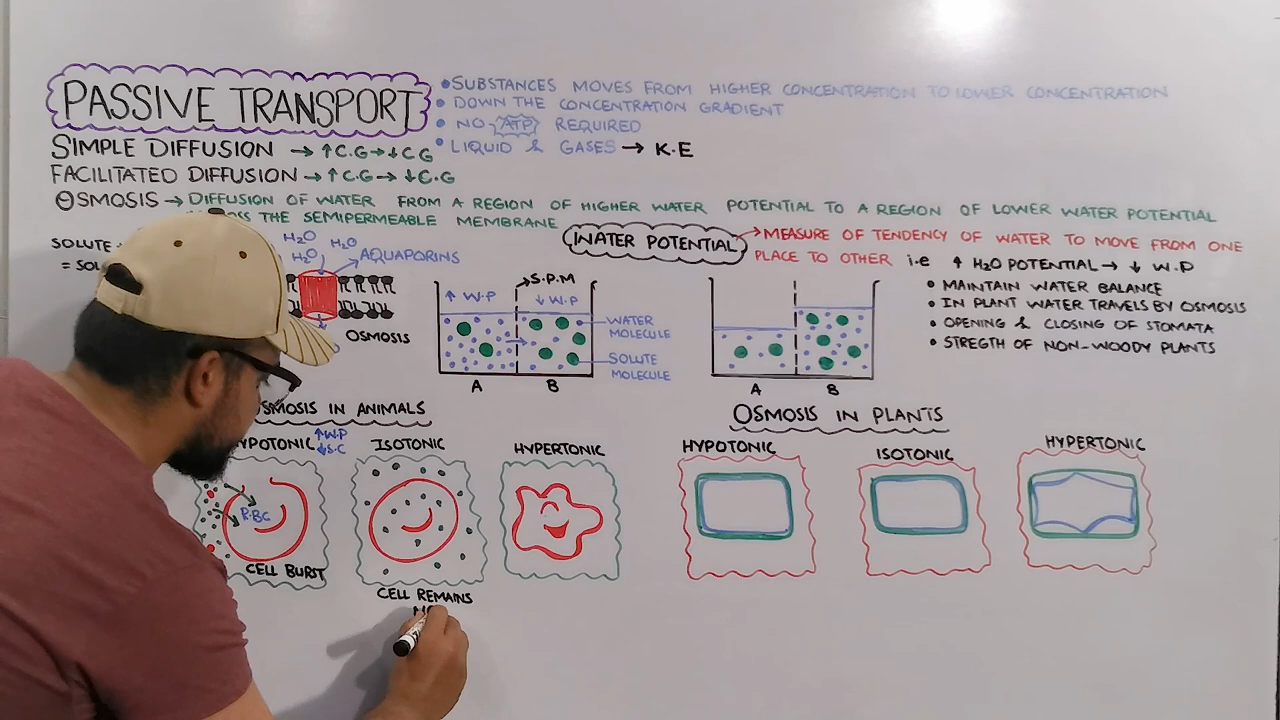 PASSIVE TRANSPORT
• SUBSTANCES MOVES FROM HIGHER CONCENTRATION TO LOWER CONCENTRATION
• DOWN THE CONCENTRATION GRADIENT
• NO ATP REQUIRED
• LIQUID & GASES → K.E
SIMPLE DIFFUSION → ↑C.G → ↓C G
FACILITATED DIFFUSION → ↑C.G → ↓C.G
OSMOSIS → DIFFUSION OF WATER FROM A REGION OF HIGHER WATER POTENTIAL TO A REGION OF LOWER WATER POTENTIAL
THE SEMIPERMEABLE MEMBRANE
WATER POTENTIAL → MEASURE OF TENDENCY OF WATER TO MOVE FROM ONE
PLACE TO OTHER i.e ↑ H2O POTENTIAL → ↓ W.P
• MAINTAIN WATER BALANCE
• IN PLANT WATER TRAVELS BY OSMOSIS
• OPENING & CLOSING OF STOMATA
• STREGTH OF NON-WOODY PLANTS
SOLUTE
H2O
H2O
H2O
AQUAPORINS
OSMOSIS
S.P.M
↑ W.P
↓ W.P
WATER
MOLECULE
SOLUTE
MOLECULE
A
B
A
B
IN ANIMALS
↑W.P
↓S.C
ISOTONIC
HYPERTONIC
R.BC
CELL BURST
CELL REMAINS
OSMOSIS IN PLANTS
HYPOTONIC
ISOTONIC
HYPERTONIC